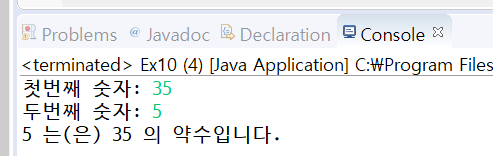 Problems @ Javadoc Declaration Console
<terminated> Ex10 (4) [Java Application] C:₩Program Files
첫번째 숫자: 35
두번째 숫자: 5
5 는(은) 35 의 약수입니다.